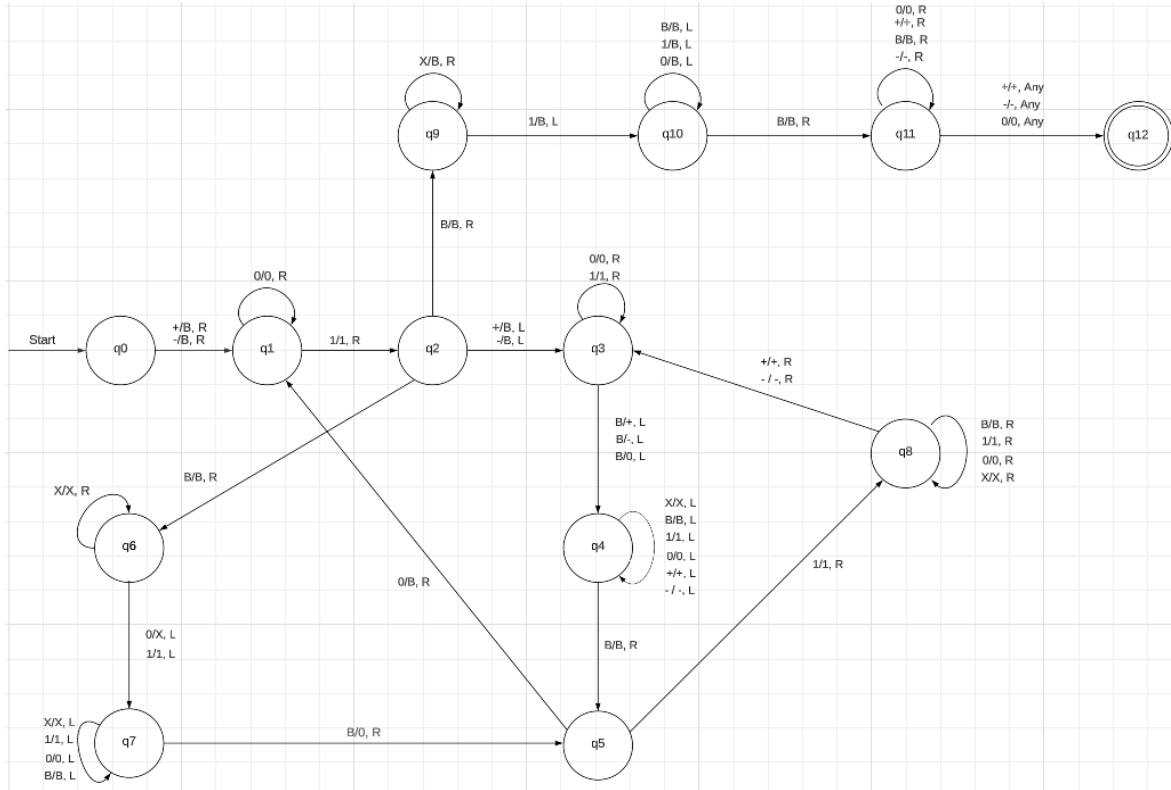 0/0, R
+/+, R
B/B, R
-/-, R
B/B, L
1/B, L
0/B, L
X/B, R
+/+, Any
-/-, Any
0/0, Any
q9
1/B, L
q10
B/B, R
q11
q12
B/B, R
0/0, R
0/0, R
1/1, R
Start
q0
+/B, R
-/B, R
q1
1/1, R
q2
+/B, L
-/B, L
q3
+/+, R
- / -, R
B/+, L
B/-, L
B/0, L
q8
B/B, R
1/1, R
0/0, R
X/X, R
B/B, R
X/X, R
q6
q4
X/X, L
B/B, L
1/1, L
0/0, L
+/+, L
- / -, L
0/B, R
1/1, R
0/X, L
1/1, L
B/B, R
X/X, L
1/1, L
0/0, L
B/B, L
q7
B/0, R
q5